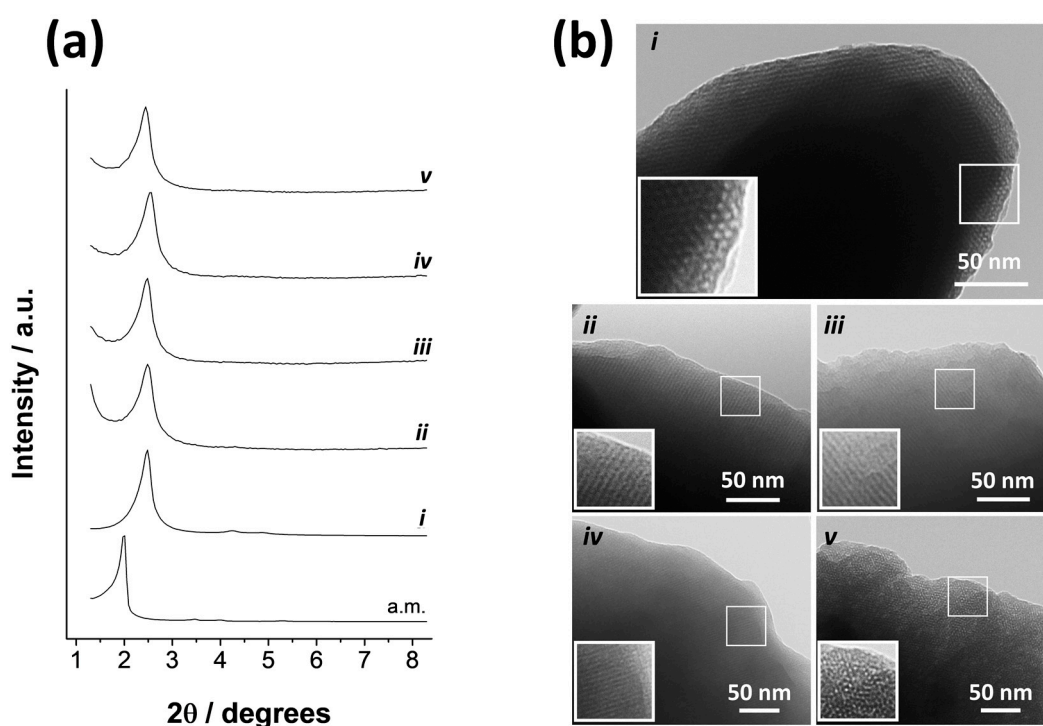 (a)
Intensity / a.u.
v
iv
iii
ii
i
a.m.
1 2 3 4 5 6 7 8
2θ / degrees
(b)
i
50 nm
ii
50 nm
iii
50 nm
iv
50 nm
v
50 nm